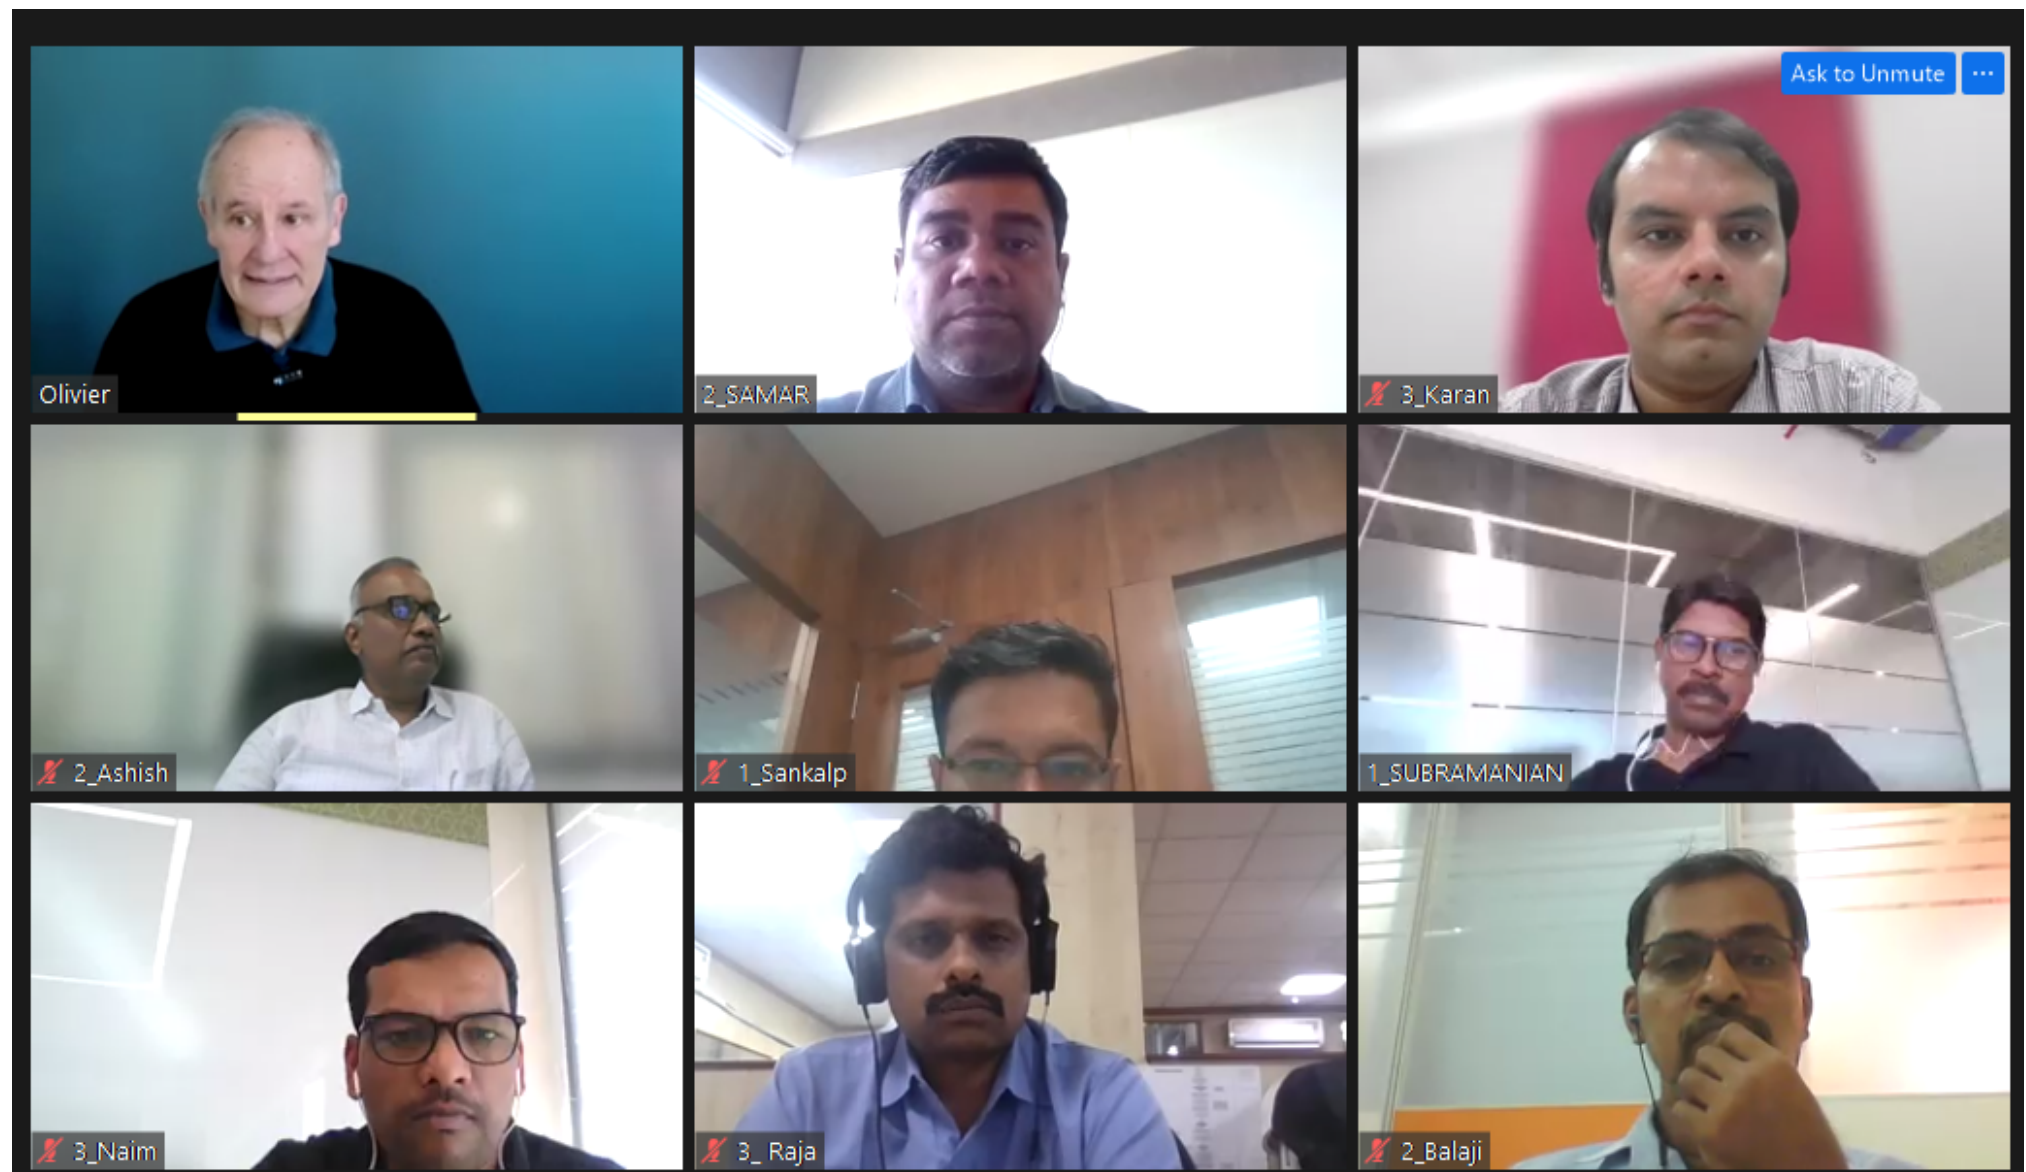 Ask to Unmute
Olivier
2_SAMAR
3_Karan
2_Ashish
1_Sankalp
1_SUBRAMANIAN
3_Naim
3_ Raja
2_Balaji